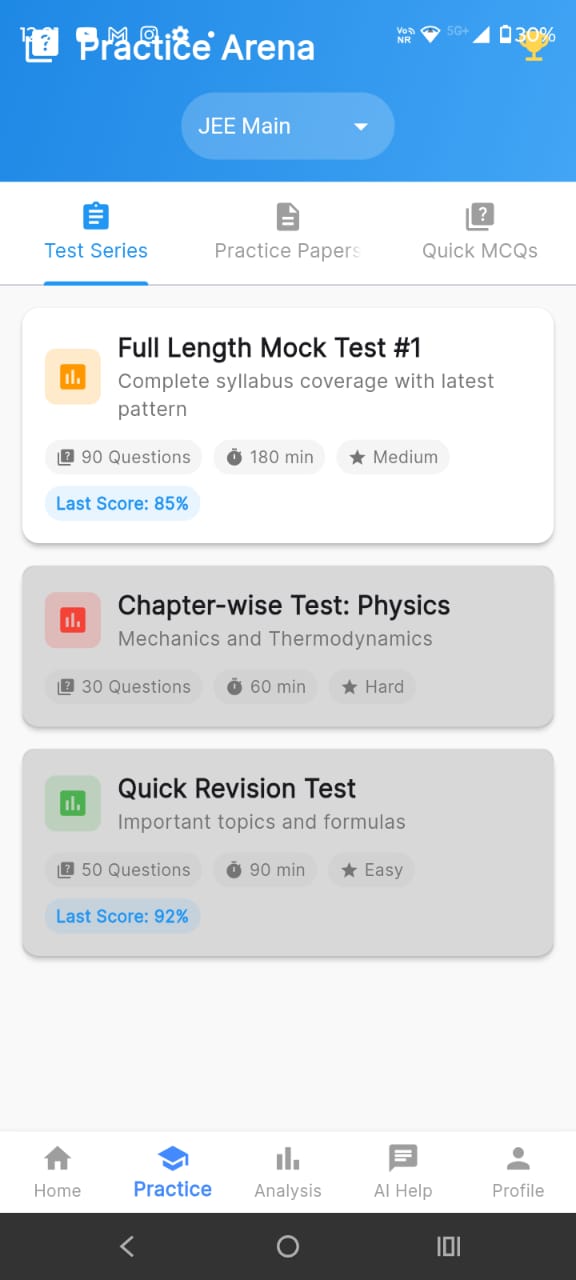 Practice Arena
VoJ)
NR
5G+
30%
JEE Main
Test Series
Practice Papers
Quick MCQs
Full Length Mock Test #1
Complete syllabus coverage with latest
pattern
90 Questions
180 min
Medium
Last Score: 85%
Chapter-wise Test: Physics
Mechanics and Thermodynamics
30 Questions
60 min
Hard
Quick Revision Test
Important topics and formulas
50 Questions
90 min
Easy
Last Score: 92%
Home
Practice
Analysis
AI Help
Profile